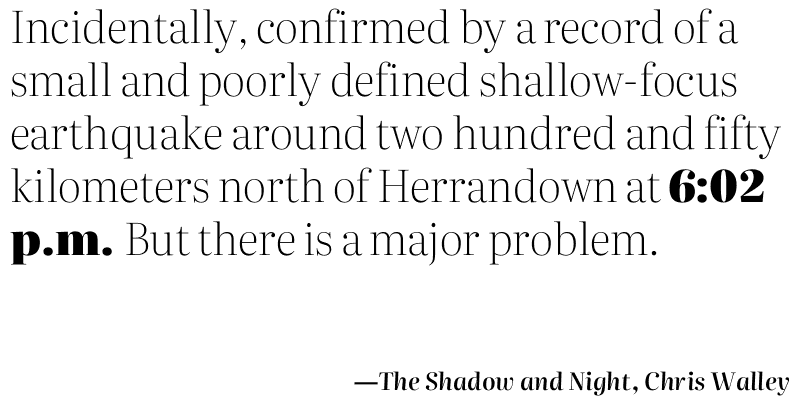 Incidentally, confirmed by a record of a
small and poorly defined shallow-focus
earthquake around two hundred and fifty
kilometers north of Herrandown at 6:02
p.m. But there is a major problem.
—The Shadow and Night, Chris Walley